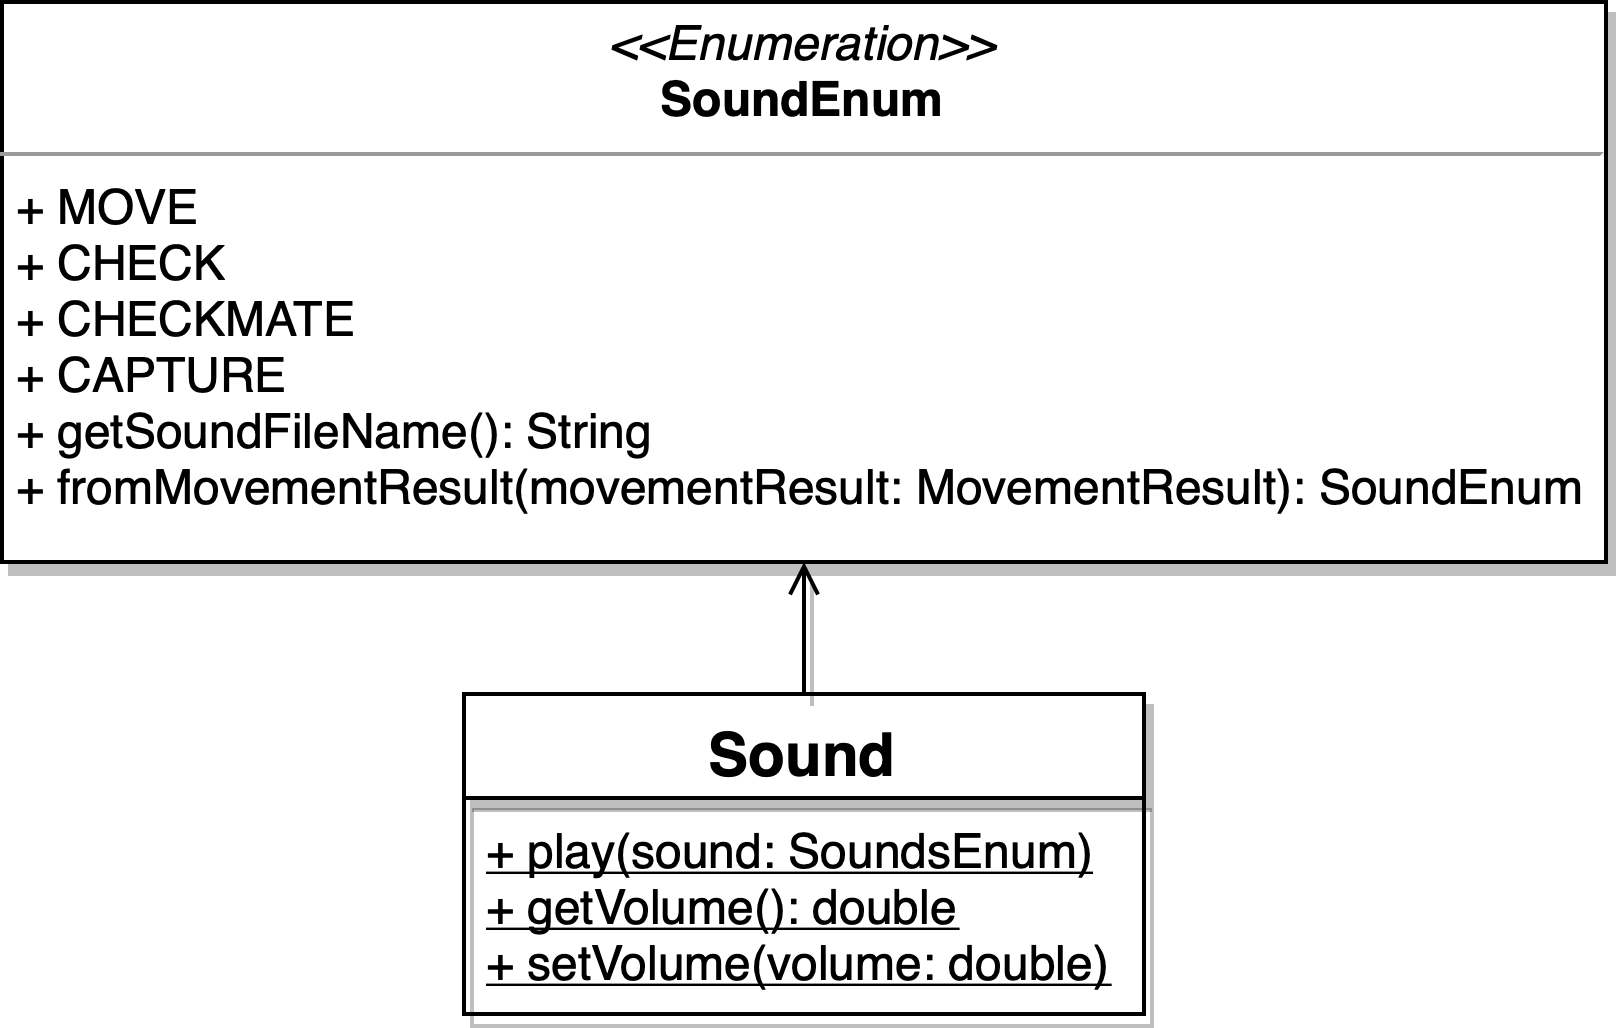 <<Enumeration>>
SoundEnum
+ MOVE
+ CHECK
+ CHECKMATE
+ CAPTURE
+ getSoundFileName(): String
+ fromMovementResult(movementResult: MovementResult): SoundEnum
Sound
+ play(sound: SoundsEnum)
+ getVolume(): double
+ setVolume(volume: double)